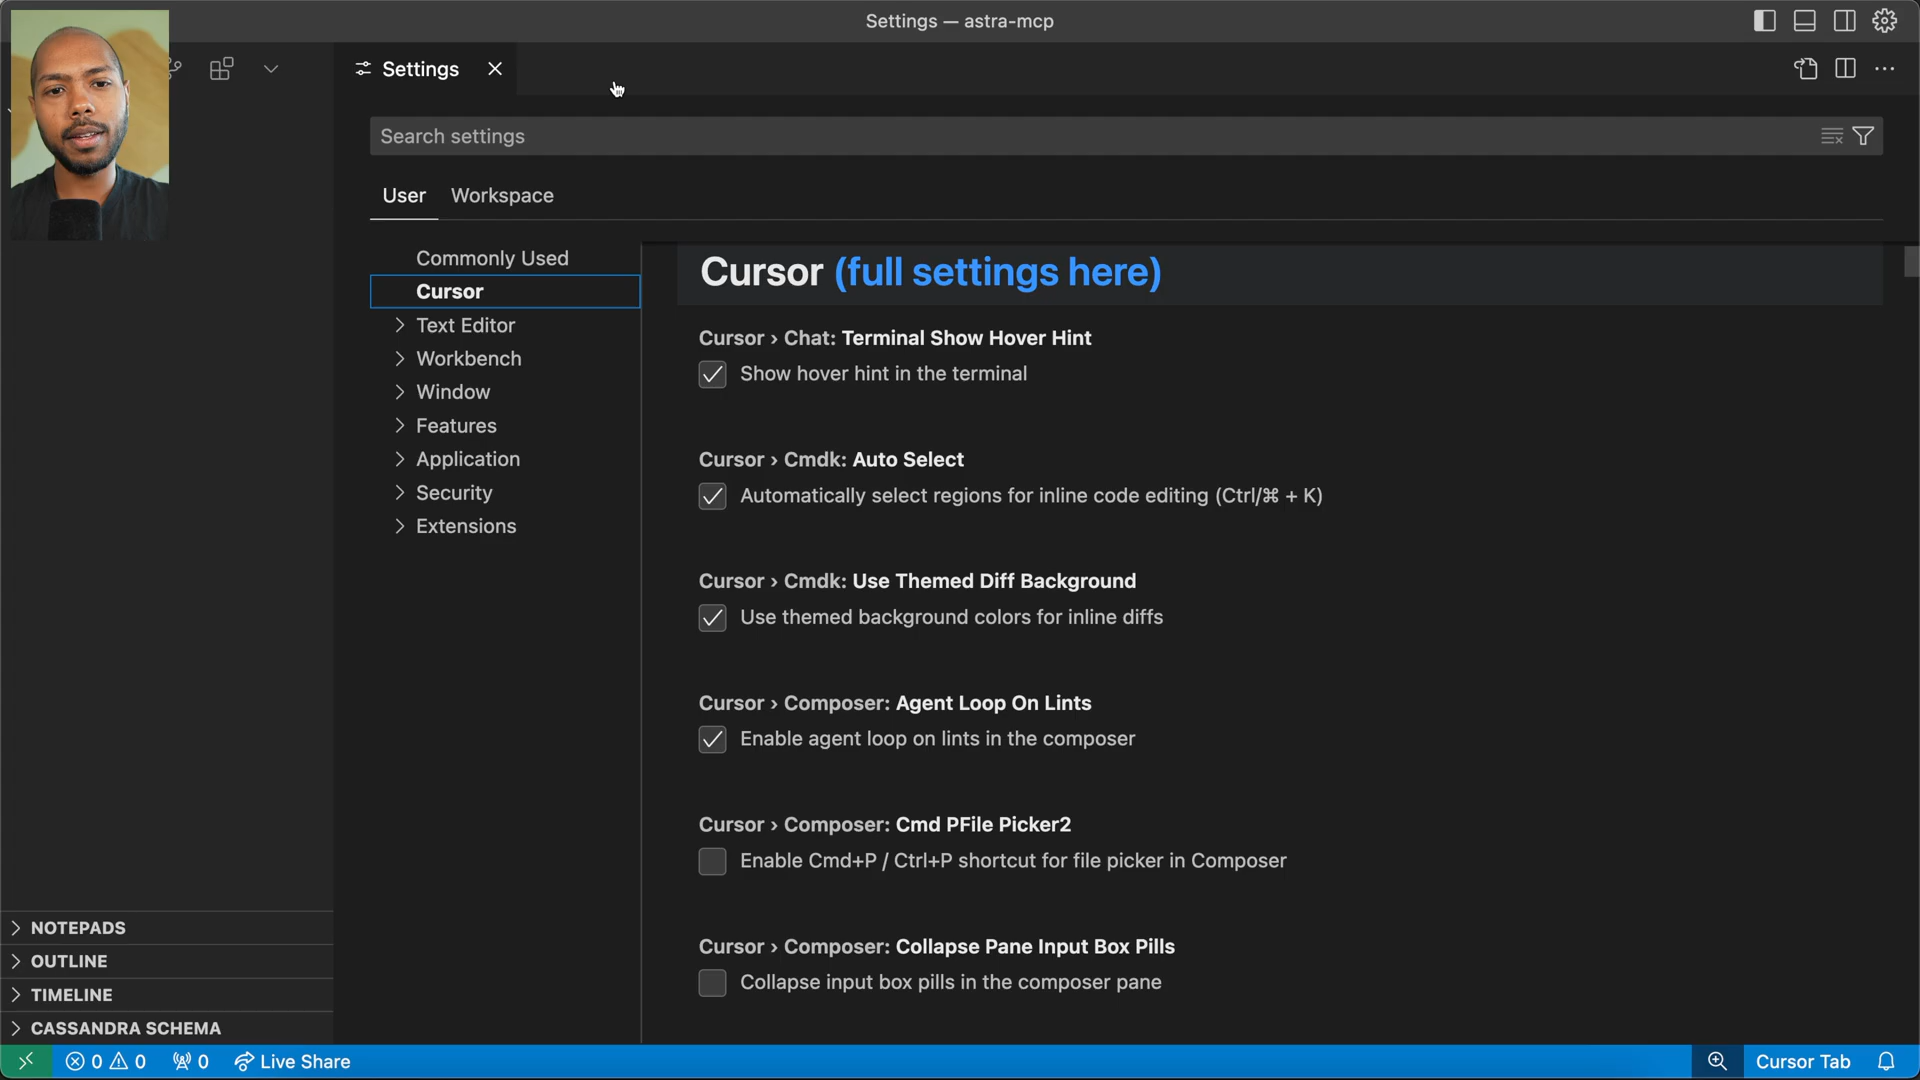 Settings — astra-mcp
Settings
Search settings
User
Workspace
Commonly Used
Cursor
Text Editor
Workbench
Window
Features
Application
Security
Extensions
Cursor (full settings here)
Cursor › Chat: Terminal Show Hover Hint
Show hover hint in the terminal
Cursor › Cmdk: Auto Select
Automatically select regions for inline code editing (Ctrl/⌘ + K)
Cursor › Cmdk: Use Themed Diff Background
Use themed background colors for inline diffs
Cursor › Composer: Agent Loop On Lints
Enable agent loop on lints in the composer
Cursor › Composer: Cmd PFile Picker2
Enable Cmd+P / Ctrl+P shortcut for file picker in Composer
Cursor › Composer: Collapse Pane Input Box Pills
Collapse input box pills in the composer pane
NOTEPADS
OUTLINE
TIMELINE
CASSANDRA SCHEMA
0 0 0 Live Share
Cursor Tab